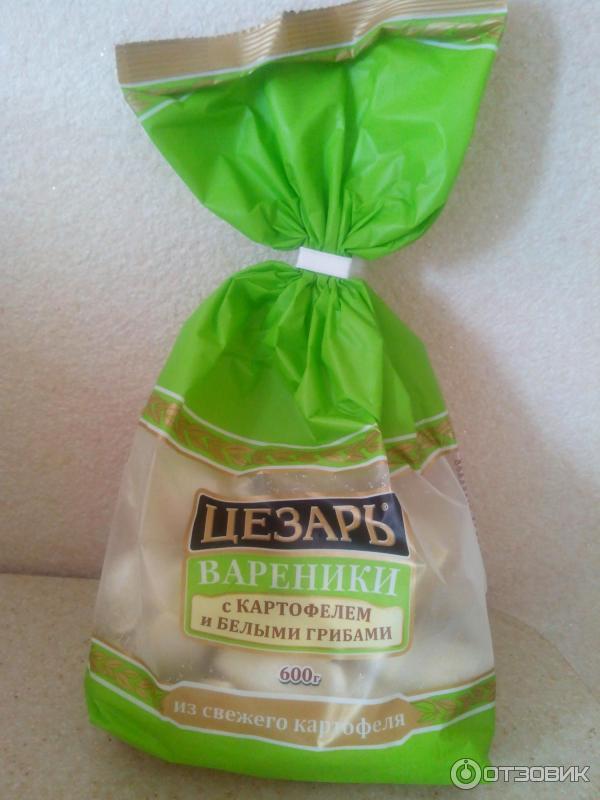 ЦЕЗАРЬ®
ВАРЕНИКИ
с КАРТОФЕЛЕМ
и БЕЛЫМИ ГРИБАМИ
600г
из свежего картофеля
ОТЗОВИК